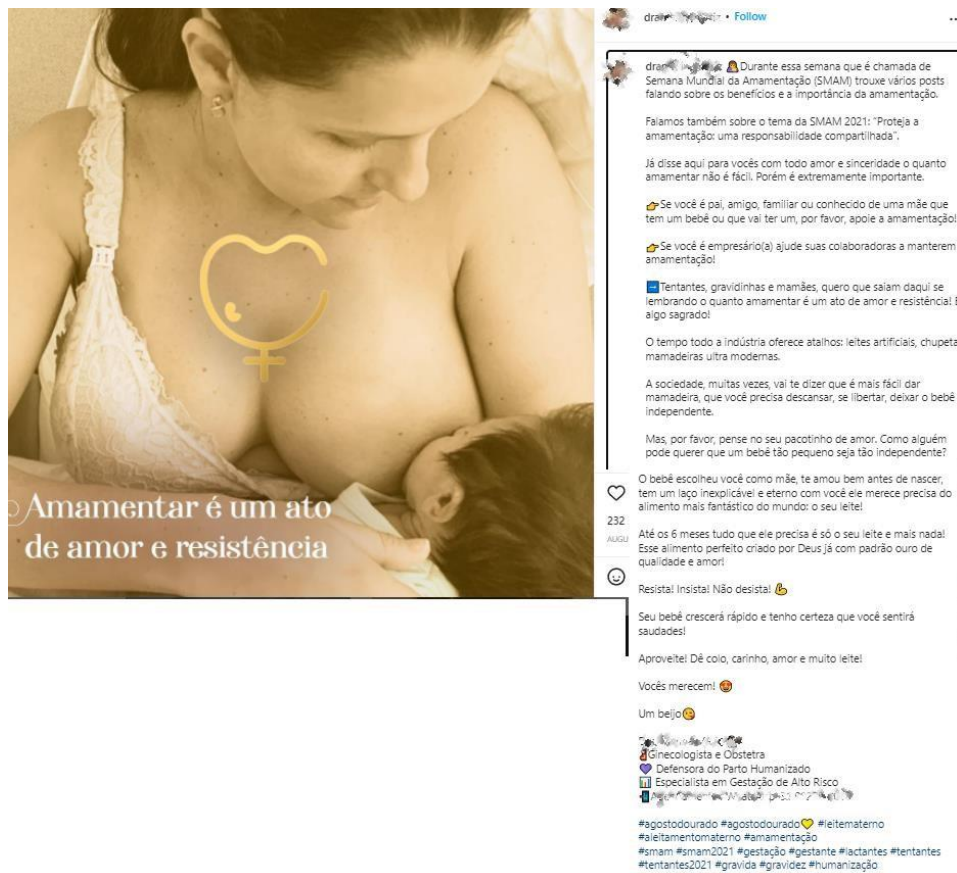 Amamentar é um ato
de amor e resistência
• Follow
Durante essa semana que é chamada de
Semana Mundial da Amamentação (SMAM) trouxe vários posts
falando sobre os benefícios e a importância da amamentação.
Falamos também sobre o tema da SMAM 2021: "Proteja a
amamentação: uma responsabilidade compartilhada".
Já disse aqui para vocês com todo amor e sinceridade o quanto
amamentar não é fácil. Porém é extremamente importante.
👉Se você é pai, amigo, familiar ou conhecido de uma mãe que
tem um bebê ou que vai ter um, por favor, apoie a amamentação!
👉Se você é empresário(a) ajude suas colaboradoras a manterem
amamentação!
➡Tentantes, gravidinhas e mamães, quero que saiam daqui se
lembrando o quanto amamentar é um ato de amor e resistência!
algo sagrado!
O tempo todo a indústria oferece atalhos: leites artificiais, chupeta
mamadeiras ultra modernas.
A sociedade, muitas vezes, vai te dizer que é mais fácil dar
mamadeira, que você precisa descansar, se libertar, deixar o bebê
independente.
Mas, por favor, pense no seu pacotinho de amor. Como alguém
pode querer que um bebê tão pequeno seja tão independente?
O bebê escolheu você como mãe, te amou bem antes de nascer,
tem um laço inexplicável e eterno com você ele merece precisa do
alimento mais fantástico do mundo: o seu leite!
232
AUGU
Até os 6 meses tudo que ele precisa é só o seu leite e mais nada!
Esse alimento perfeito criado por Deus já com padrão ouro de
qualidade e amor!
Resista! Insista! Não desista! 💪
Seu bebê crescerá rápido e tenho certeza que você sentirá
saudades!
Aproveite! Dê colo, carinho, amor e muito leite!
Vocês merecem! 😍
Um beijo😘
Ginecologista e Obstetra
💜 Defensora do Parto Humanizado
📊 Especialista em Gestação de Alto Risco
#agostodourado #agostodourado💛 #leitematerno
#aleitamentomaterno #amamentação
#smam #smam2021 #gestação #gestante #lactantes #tentantes
#tentantes2021 #gravida #gravidez #humanização